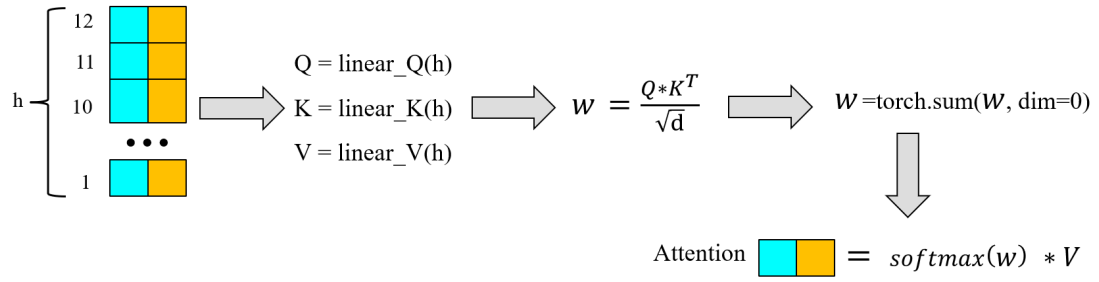 12
11
h
10
•••
1
Q = linear_Q(h)
K = linear_K(h)
V = linear_V(h)
w = Q∗K^T / √d
w=torch.sum(w, dim=0)
Attention = softmax(w) ∗ V